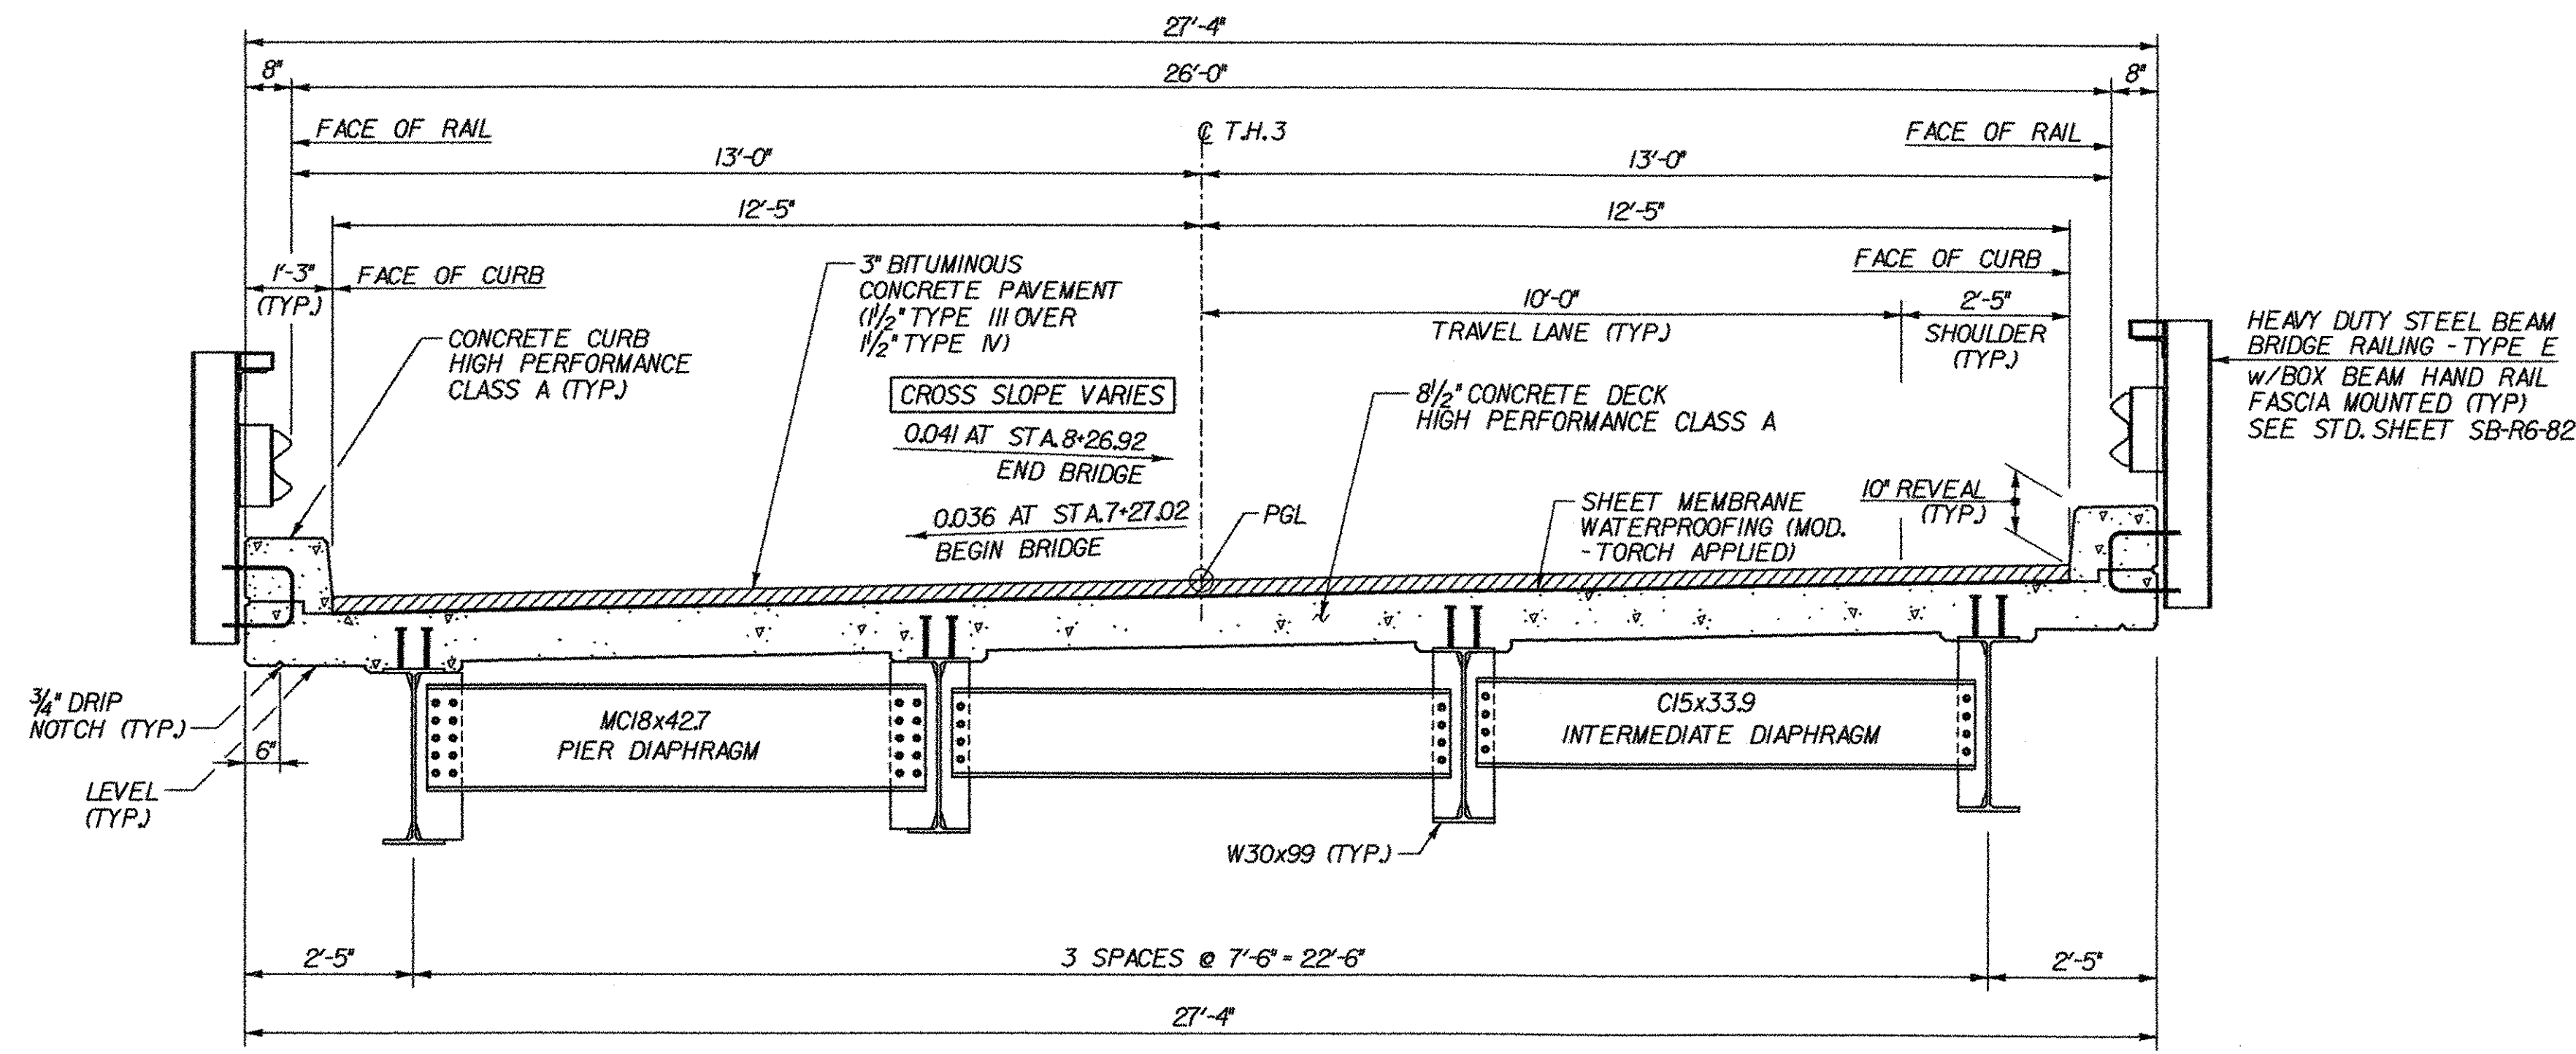 27'-4"
8"
26'-0"
8"
FACE OF RAIL
℄ T.H.3
FACE OF RAIL
13'-0"
13'-0"
12'-5"
12'-5"
1'-3"
(TYP.)
FACE OF CURB
3" BITUMINOUS
CONCRETE PAVEMENT
(1½" TYPE III OVER
1½" TYPE IV)
FACE OF CURB
10'-0"
TRAVEL LANE (TYP.)
2'-5"
SHOULDER
(TYP.)
HEAVY DUTY STEEL BEAM
BRIDGE RAILING - TYPE E
w/BOX BEAM HAND RAIL
FASCIA MOUNTED (TYP)
SEE STD. SHEET SB-R6-82
CONCRETE CURB
HIGH PERFORMANCE
CLASS A (TYP.)
CROSS SLOPE VARIES
0.041 AT STA. 8+26.92
END BRIDGE
0.036 AT STA. 7+27.02
BEGIN BRIDGE
8½" CONCRETE DECK
HIGH PERFORMANCE CLASS A
PGL
SHEET MEMBRANE
WATERPROOFING (MOD.
- TORCH APPLIED)
10" REVEAL
(TYP.)
¾" DRIP
NOTCH (TYP.)
6"
LEVEL
(TYP.)
MC18x42.7
PIER DIAPHRAGM
C15x33.9
INTERMEDIATE DIAPHRAGM
W30x99 (TYP.)
2'-5"
3 SPACES @ 7'-6" = 22'-6"
2'-5"
27'-4"